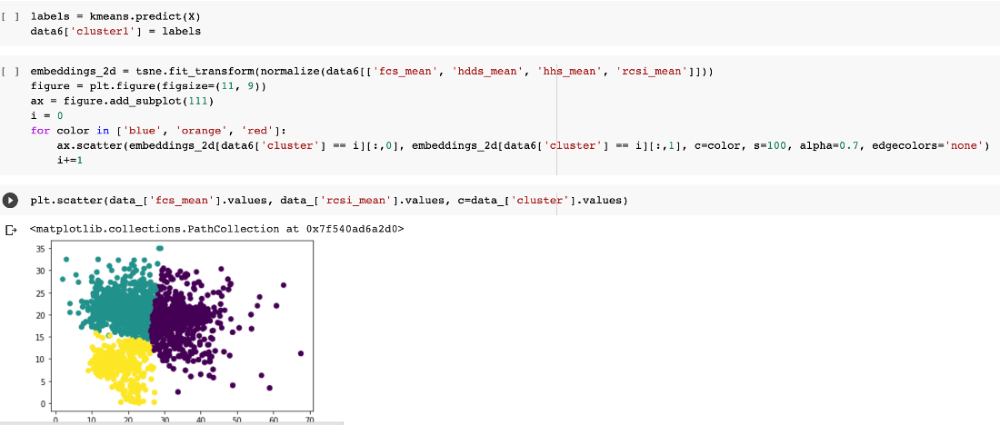 [ ] labels = kmeans.predict(X)
data6['cluster1'] = labels
[ ] embeddings_2d = tsne.fit_transform(normalize(data6[['fcs_mean', 'hdds_mean', 'hhs_mean', 'rcsi_mean']]))
figure = plt.figure(figsize=(11, 9))
ax = figure.add_subplot(111)
i = 0
for color in ['blue', 'orange', 'red']:
ax.scatter(embeddings_2d[data6['cluster'] == i][:,0], embeddings_2d[data6['cluster'] == i][:,1], c=color, s=100, alpha=0.7, edgecolors='none')
i+=1
plt.scatter(data_['fcs_mean'].values, data_['rcsi_mean'].values, c=data_['cluster'].values)
<matplotlib.collections.PathCollection at 0x7f540ad6a2d0>
35
30
25
20
15
10
5
0
0 10 20 30 40 50 60 70